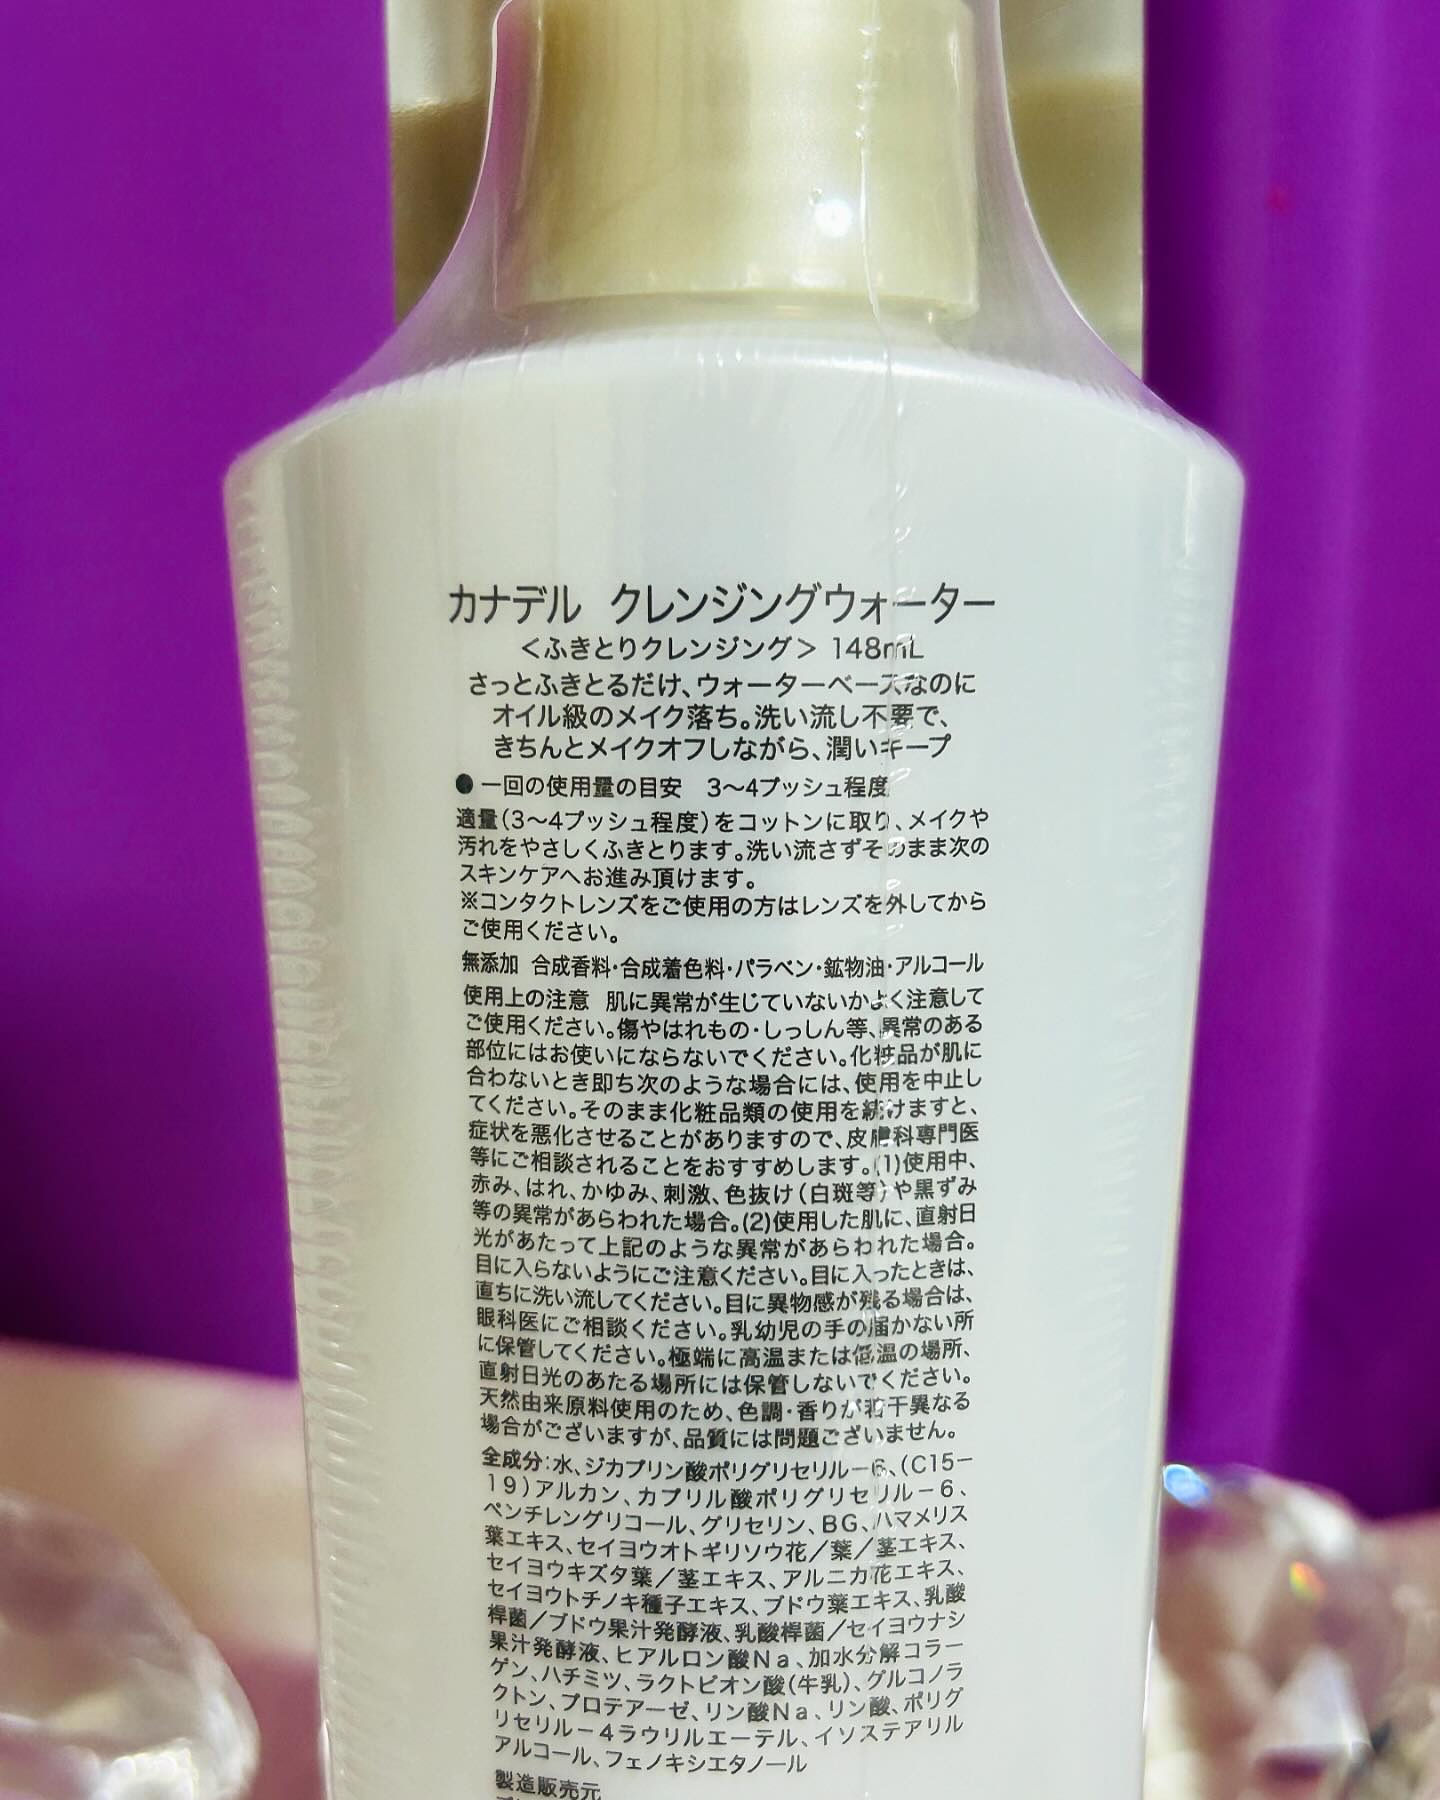 カナデル クレンジングウォーター
＜ふきとりクレンジング＞ 148mL
さっとふきとるだけ、ウォーターベースなのに
オイル級のメイク落ち。洗い流し不要で、
きちんとメイクオフしながら、潤いキープ
●一回の使用量の目安 3〜4プッシュ程度
適量（3〜4プッシュ程度）をコットンに取り、メイクや
汚れをやさしくふきとります。洗い流さずそのまま次の
スキンケアへお進み頂けます。
※コンタクトレンズをご使用の方はレンズを外してから
ご使用ください。
無添加 合成香料・合成着色料・パラベン・鉱物油・アルコール
使用上の注意 肌に異常が生じていないかよく注意して
ご使用ください。傷やはれもの・しっしん等、異常のある
部位にはお使いにならないでください。化粧品が肌に
合わないとき即ち次のような場合には、使用を中止し
てください。そのまま化粧品類の使用を続けますと、
症状を悪化させることがありますので、皮膚科専門医
等にご相談されることをおすすめします。(1)使用中、
赤み、はれ、かゆみ、刺激、色抜け（白斑等）や黒ずみ
等の異常があらわれた場合。(2)使用した肌に、直射日
光があたって上記のような異常があらわれた場合。
目に入らないようにご注意ください。目に入ったときは、
直ちに洗い流してください。目に異物感が残る場合は、
眼科医にご相談ください。乳幼児の手の届かない所
に保管してください。極端に高温または低温の場所、
直射日光のあたる場所には保管しないでください。
天然由来原料使用のため、色調・香りが若干異なる
場合がございますが、品質には問題ございません。
全成分：水、ジカプリン酸ポリグリセリル－6、（C15－
19）アルカン、カプリル酸ポリグリセリル－6、
ペンチレングリコール、グリセリン、BG、ハマメリス
葉エキス、セイヨウオトギリソウ花／葉／茎エキス、
セイヨウキズタ葉／茎エキス、アルニカ花エキス、
セイヨウトチノキ種子エキス、ブドウ葉エキス、乳酸
桿菌／ブドウ果汁発酵液、乳酸桿菌／セイヨウナシ
果汁発酵液、ヒアルロン酸Na、加水分解コラー
ゲン、ハチミツ、ラクトビオン酸（牛乳）、グルコノラ
クトン、プロテアーゼ、リン酸Na、リン酸、ポリグ
リセリル－4ラウリルエーテル、イソステアリル
アルコール、フェノキシエタノール
製造販売元